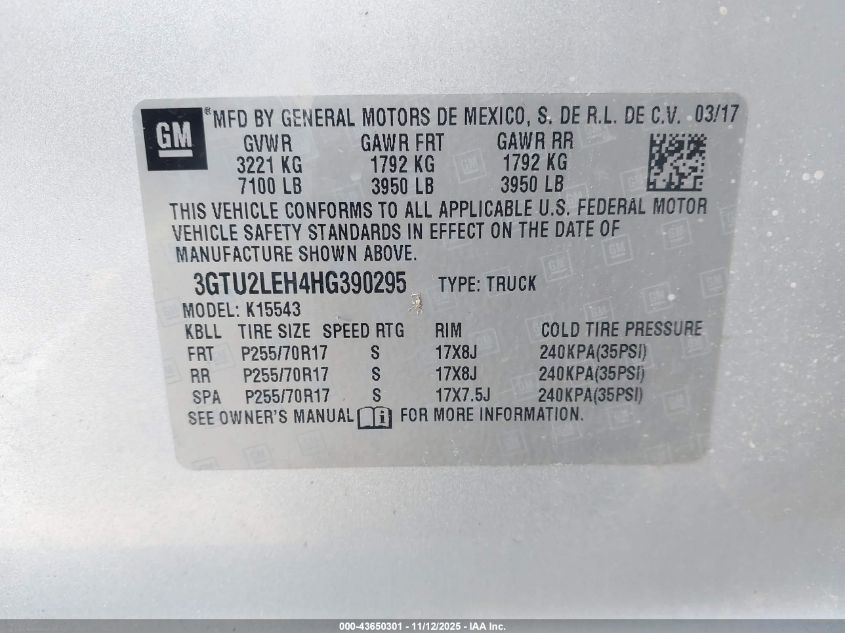 GM ® MFD BY GENERAL MOTORS DE MEXICO, S. DE R.L. DE C.V. 03/17
GVWR GAWR FRT GAWR RR
3221 KG 1792 KG 1792 KG
7100 LB 3950 LB 3950 LB
THIS VEHICLE CONFORMS TO ALL APPLICABLE U.S. FEDERAL MOTOR
VEHICLE SAFETY STANDARDS IN EFFECT ON THE DATE OF
MANUFACTURE SHOWN ABOVE.
3GTU2LEH4HG390295 TYPE: TRUCK
MODEL: K15543
KBLL TIRE SIZE SPEED RTG RIM COLD TIRE PRESSURE
FRT P255/70R17 S 17X8J 240KPA(35PSI)
RR P255/70R17 S 17X8J 240KPA(35PSI)
SPA P255/70R17 S 17X7.5J 240KPA(35PSI)
SEE OWNER'S MANUAL FOR MORE INFORMATION.
000-43650301 - 11/12/2025 - IAA Inc.